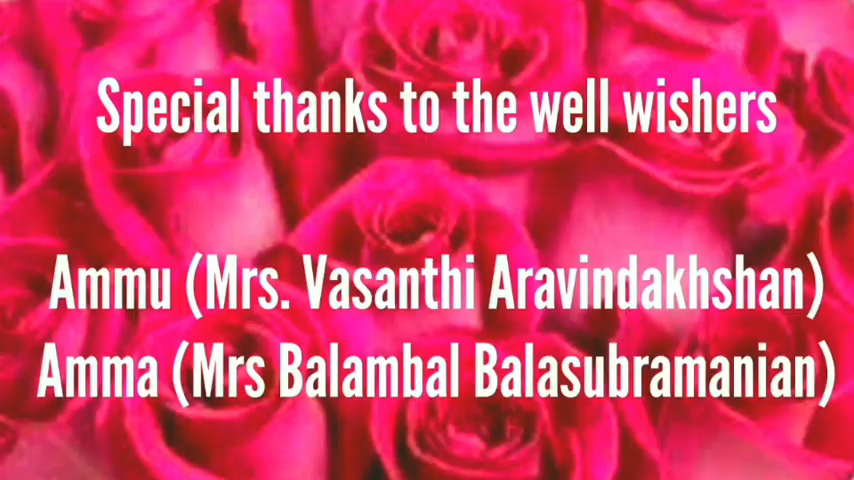 Special thanks to the well wishers
Ammu (Mrs. Vasanthi Aravindakhshan)
Amma (Mrs Balambal Balasubramanian)